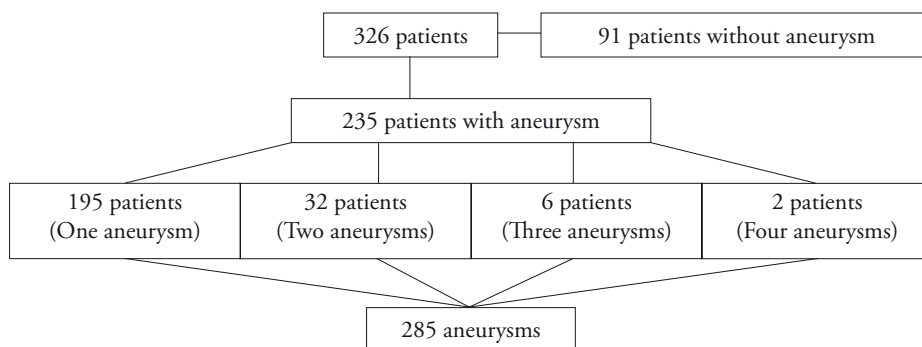 326 patients
91 patients without aneurysm
235 patients with aneurysm
195 patients
(One aneurysm)
32 patients
(Two aneurysms)
6 patients
(Three aneurysms)
2 patients
(Four aneurysms)
285 aneurysms